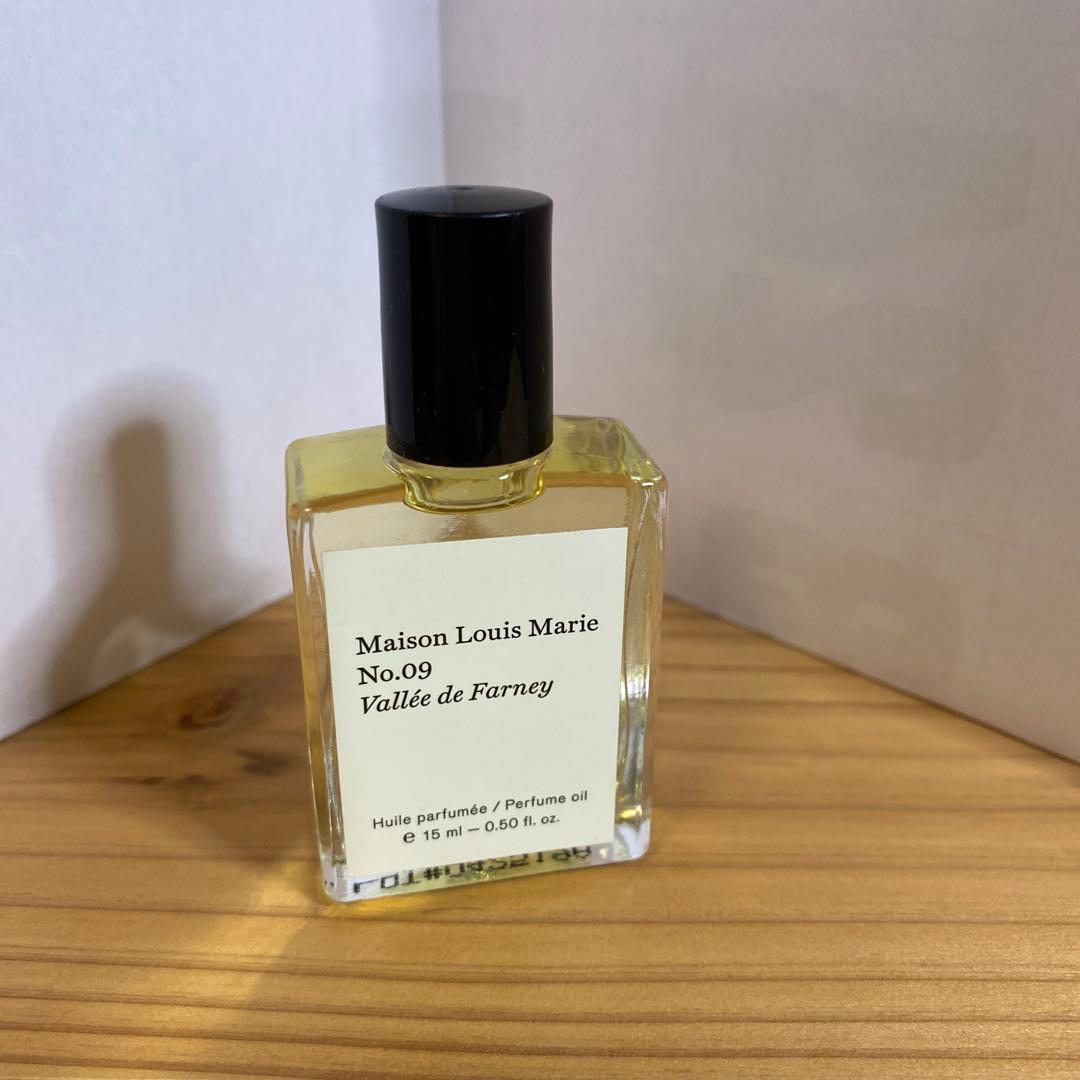 Maison Louis Marie
No.09
Vallée de Farney
Huile parfumée / Perfume oil
e 15 ml — 0.50 fl. oz.